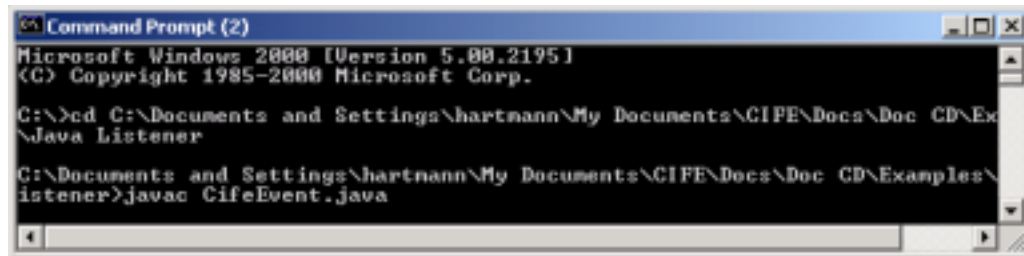 Command Prompt (2)
Microsoft Windows 2000 [Version 5.00.2195]
(C) Copyright 1985-2000 Microsoft Corp.
C:\>cd C:\Documents and Settings\hartmann\My Documents\CIFE\Docs\Doc CD\Ex
\Java Listener
C:\Documents and Settings\hartmann\My Documents\CIFE\Docs\Doc CD\Examples\
istener>javac CifeEvent.java